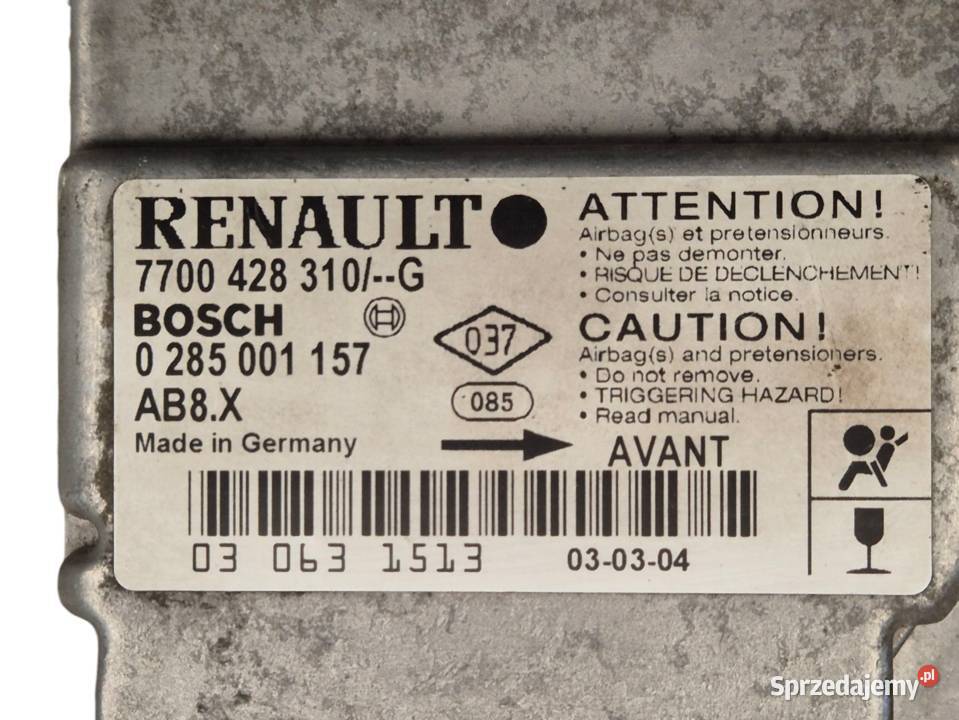 RENAULT
7700 428 310/--G
BOSCH
0 285 001 157
AB8.X
Made in Germany
037
085
ATTENTION!
Airbag(s) et pretensionneurs.
• Ne pas demonter.
• RISQUE DE DECLENCHEMENT!
• Consulter la notice.
CAUTION!
Airbag(s) and pretensioners.
• Do not remove.
• TRIGGERING HAZARD!
• Read manual.
AVANT
03 063 1513
03-03-04
Sprzedajemy.pl